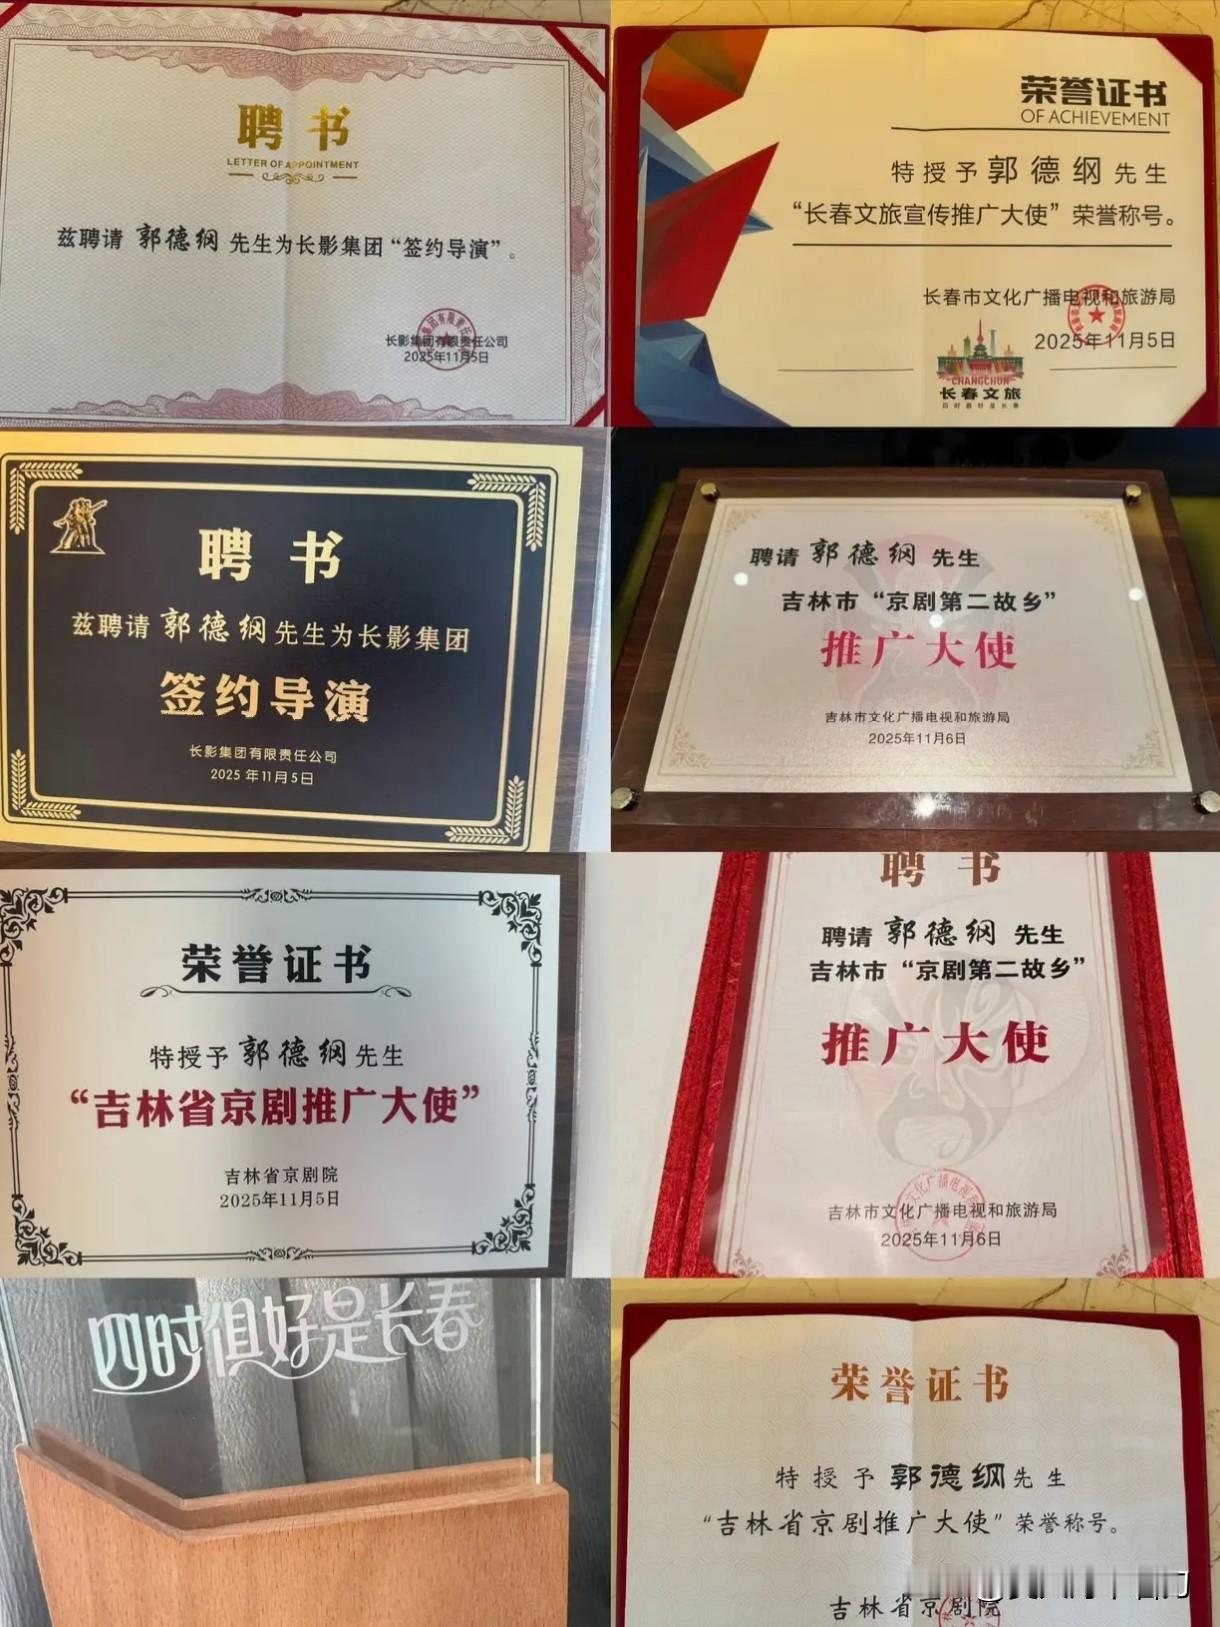 聘 书
LETTER OF APPOINTMENT
兹聘请 郭德纲 先生为长影集团“签约导演”。
长影集团有限责任公司
2025年11月5日
荣誉证书
OF ACHIEVEMENT
特授予郭德纲先生
“长春文旅宣传推广大使”荣誉称号。
长春市文化广播电视和旅游局
2025年11月5日
CHANGCHUN
长春文旅
聘 书
兹聘请 郭德纲 先生为长影集团
签约导演
长影集团有限责任公司
2025年11月5日
聘请 郭德纲 先生
吉林市“京剧第二故乡”
推广大使
吉林市文化广播电视和旅游局
2025年11月6日
荣誉证书
特授予 郭德纲 先生
“吉林省京剧推广大使”
吉林省京剧院
2025年11月5日
聘 书
聘请 郭德纲 先生
吉林市“京剧第二故乡”
推广大使
吉林市文化广播电视和旅游局
2025年11月6日
四时俱好是长春
荣誉证书
特授予郭德纲先生
“吉林省京剧推广大使”荣誉称号。
吉林省京剧院